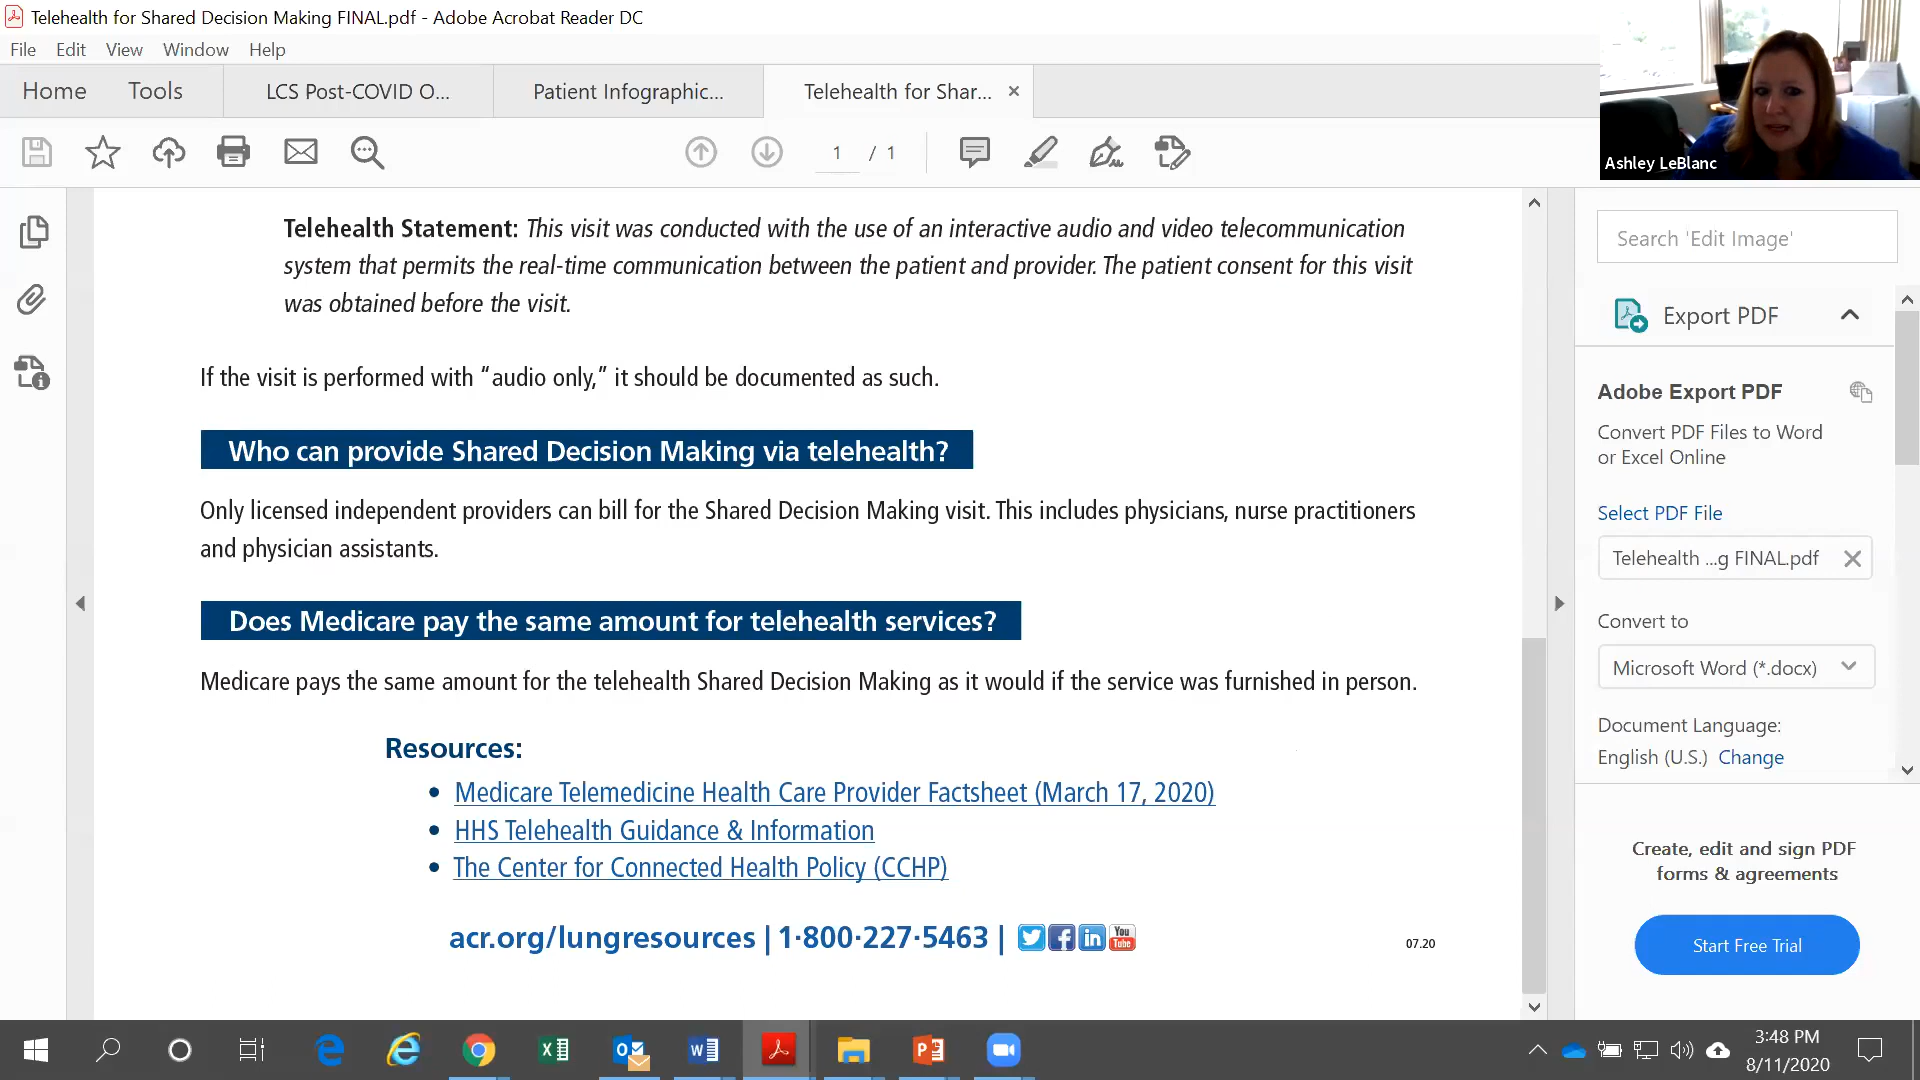 Telehealth for Shared Decision Making FINAL.pdf - Adobe Acrobat Reader DC
File Edit View Window Help
Home Tools LCS Post-COVID O... Patient Infographic... Telehealth for Shar... ×
1 / 1
Ashley LeBlanc
Telehealth Statement: This visit was conducted with the use of an interactive audio and video telecommunication
system that permits the real-time communication between the patient and provider. The patient consent for this visit
was obtained before the visit.
If the visit is performed with “audio only,” it should be documented as such.
Who can provide Shared Decision Making via telehealth?
Only licensed independent providers can bill for the Shared Decision Making visit. This includes physicians, nurse practitioners
and physician assistants.
Does Medicare pay the same amount for telehealth services?
Medicare pays the same amount for the telehealth Shared Decision Making as it would if the service was furnished in person.
Resources:
• Medicare Telemedicine Health Care Provider Factsheet (March 17, 2020)
• HHS Telehealth Guidance & Information
• The Center for Connected Health Policy (CCHP)
acr.org/lungresources | 1·800·227·5463 | You Tube
07.20
Search 'Edit Image'
Export PDF
Adobe Export PDF
Convert PDF Files to Word
or Excel Online
Select PDF File
Telehealth ...g FINAL.pdf
Convert to
Microsoft Word (*.docx)
Document Language:
English (U.S.) Change
Create, edit and sign PDF
forms & agreements
Start Free Trial
3:48 PM
8/11/2020